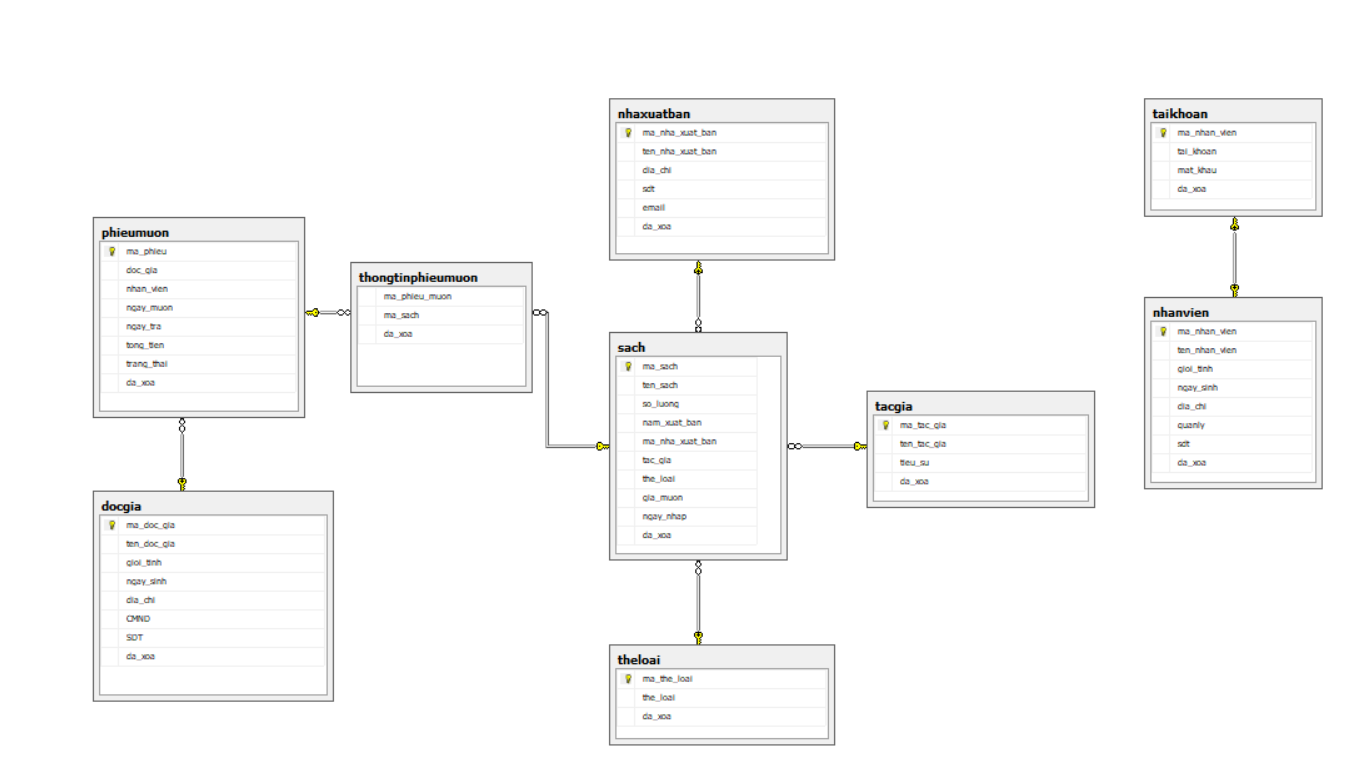 nhaxuatban
ma_nha_xuat_ban
ten_nha_xuat_ban
dia_chi
sdt
email
da_xoa
taikhoan
ma_nhan_vien
tai_khoan
mat_khau
da_xoa
phieumuon
ma_phieu
doc_gia
nhan_vien
ngay_muon
ngay_tra
tong_tien
trang_thai
da_xoa
thongtinphieumuon
ma_phieu_muon
ma_sach
da_xoa
sach
ma_sach
ten_sach
so_luong
nam_xuat_ban
ma_nha_xuat_ban
tac_gia
the_loai
gia_muon
ngay_nhap
da_xoa
tacgia
ma_tac_gia
ten_tac_gia
tieu_su
da_xoa
nhanvien
ma_nhan_vien
ten_nhan_vien
gioi_tinh
ngay_sinh
dia_chi
quanly
sdt
da_xoa
docgia
ma_doc_gia
ten_doc_gia
gioi_tinh
ngay_sinh
dia_chi
CMND
SDT
da_xoa
theloai
ma_the_loai
the_loai
da_xoa